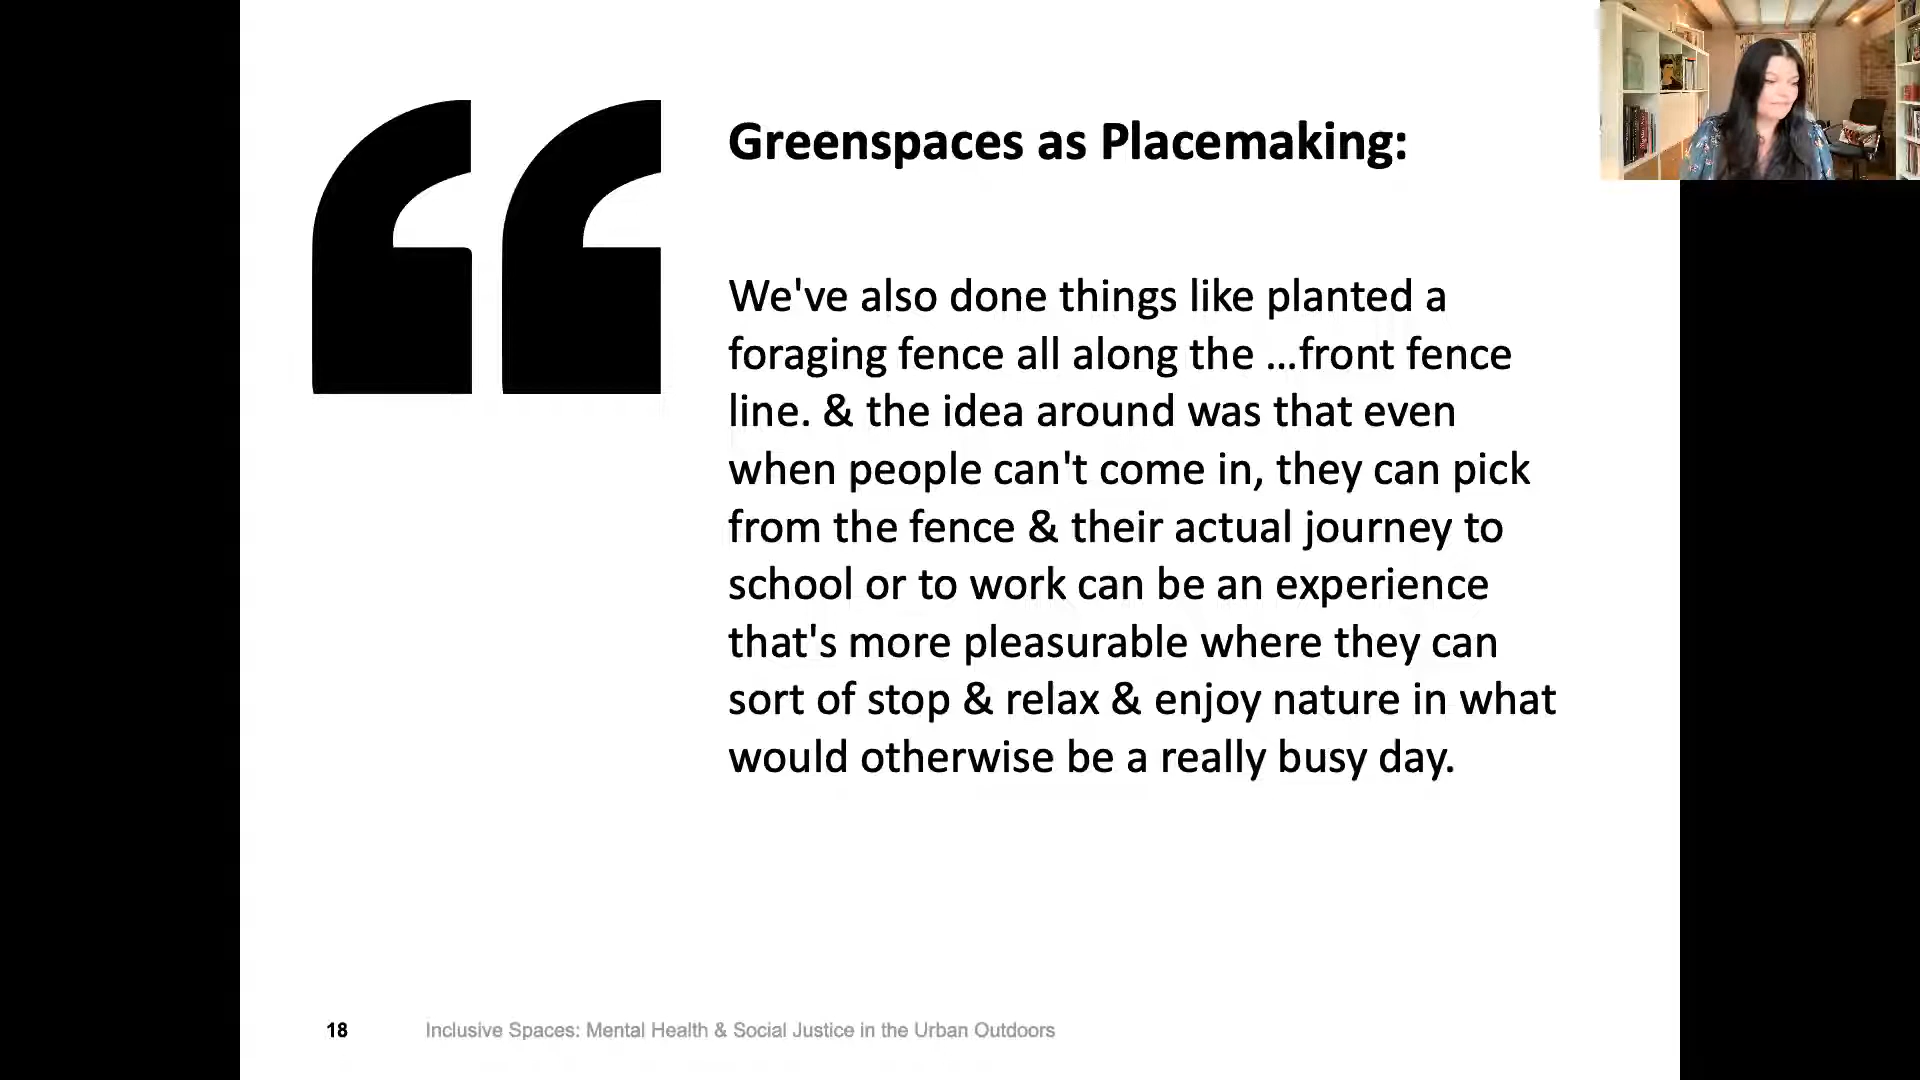 Greenspaces as Placemaking:
We've also done things like planted a
foraging fence all along the ...front fence
line. & the idea around was that even
when people can't come in, they can pick
from the fence & their actual journey to
school or to work can be an experience
that's more pleasurable where they can
sort of stop & relax & enjoy nature in what
would otherwise be a really busy day.
18
Inclusive Spaces: Mental Health & Social Justice in the Urban Outdoors